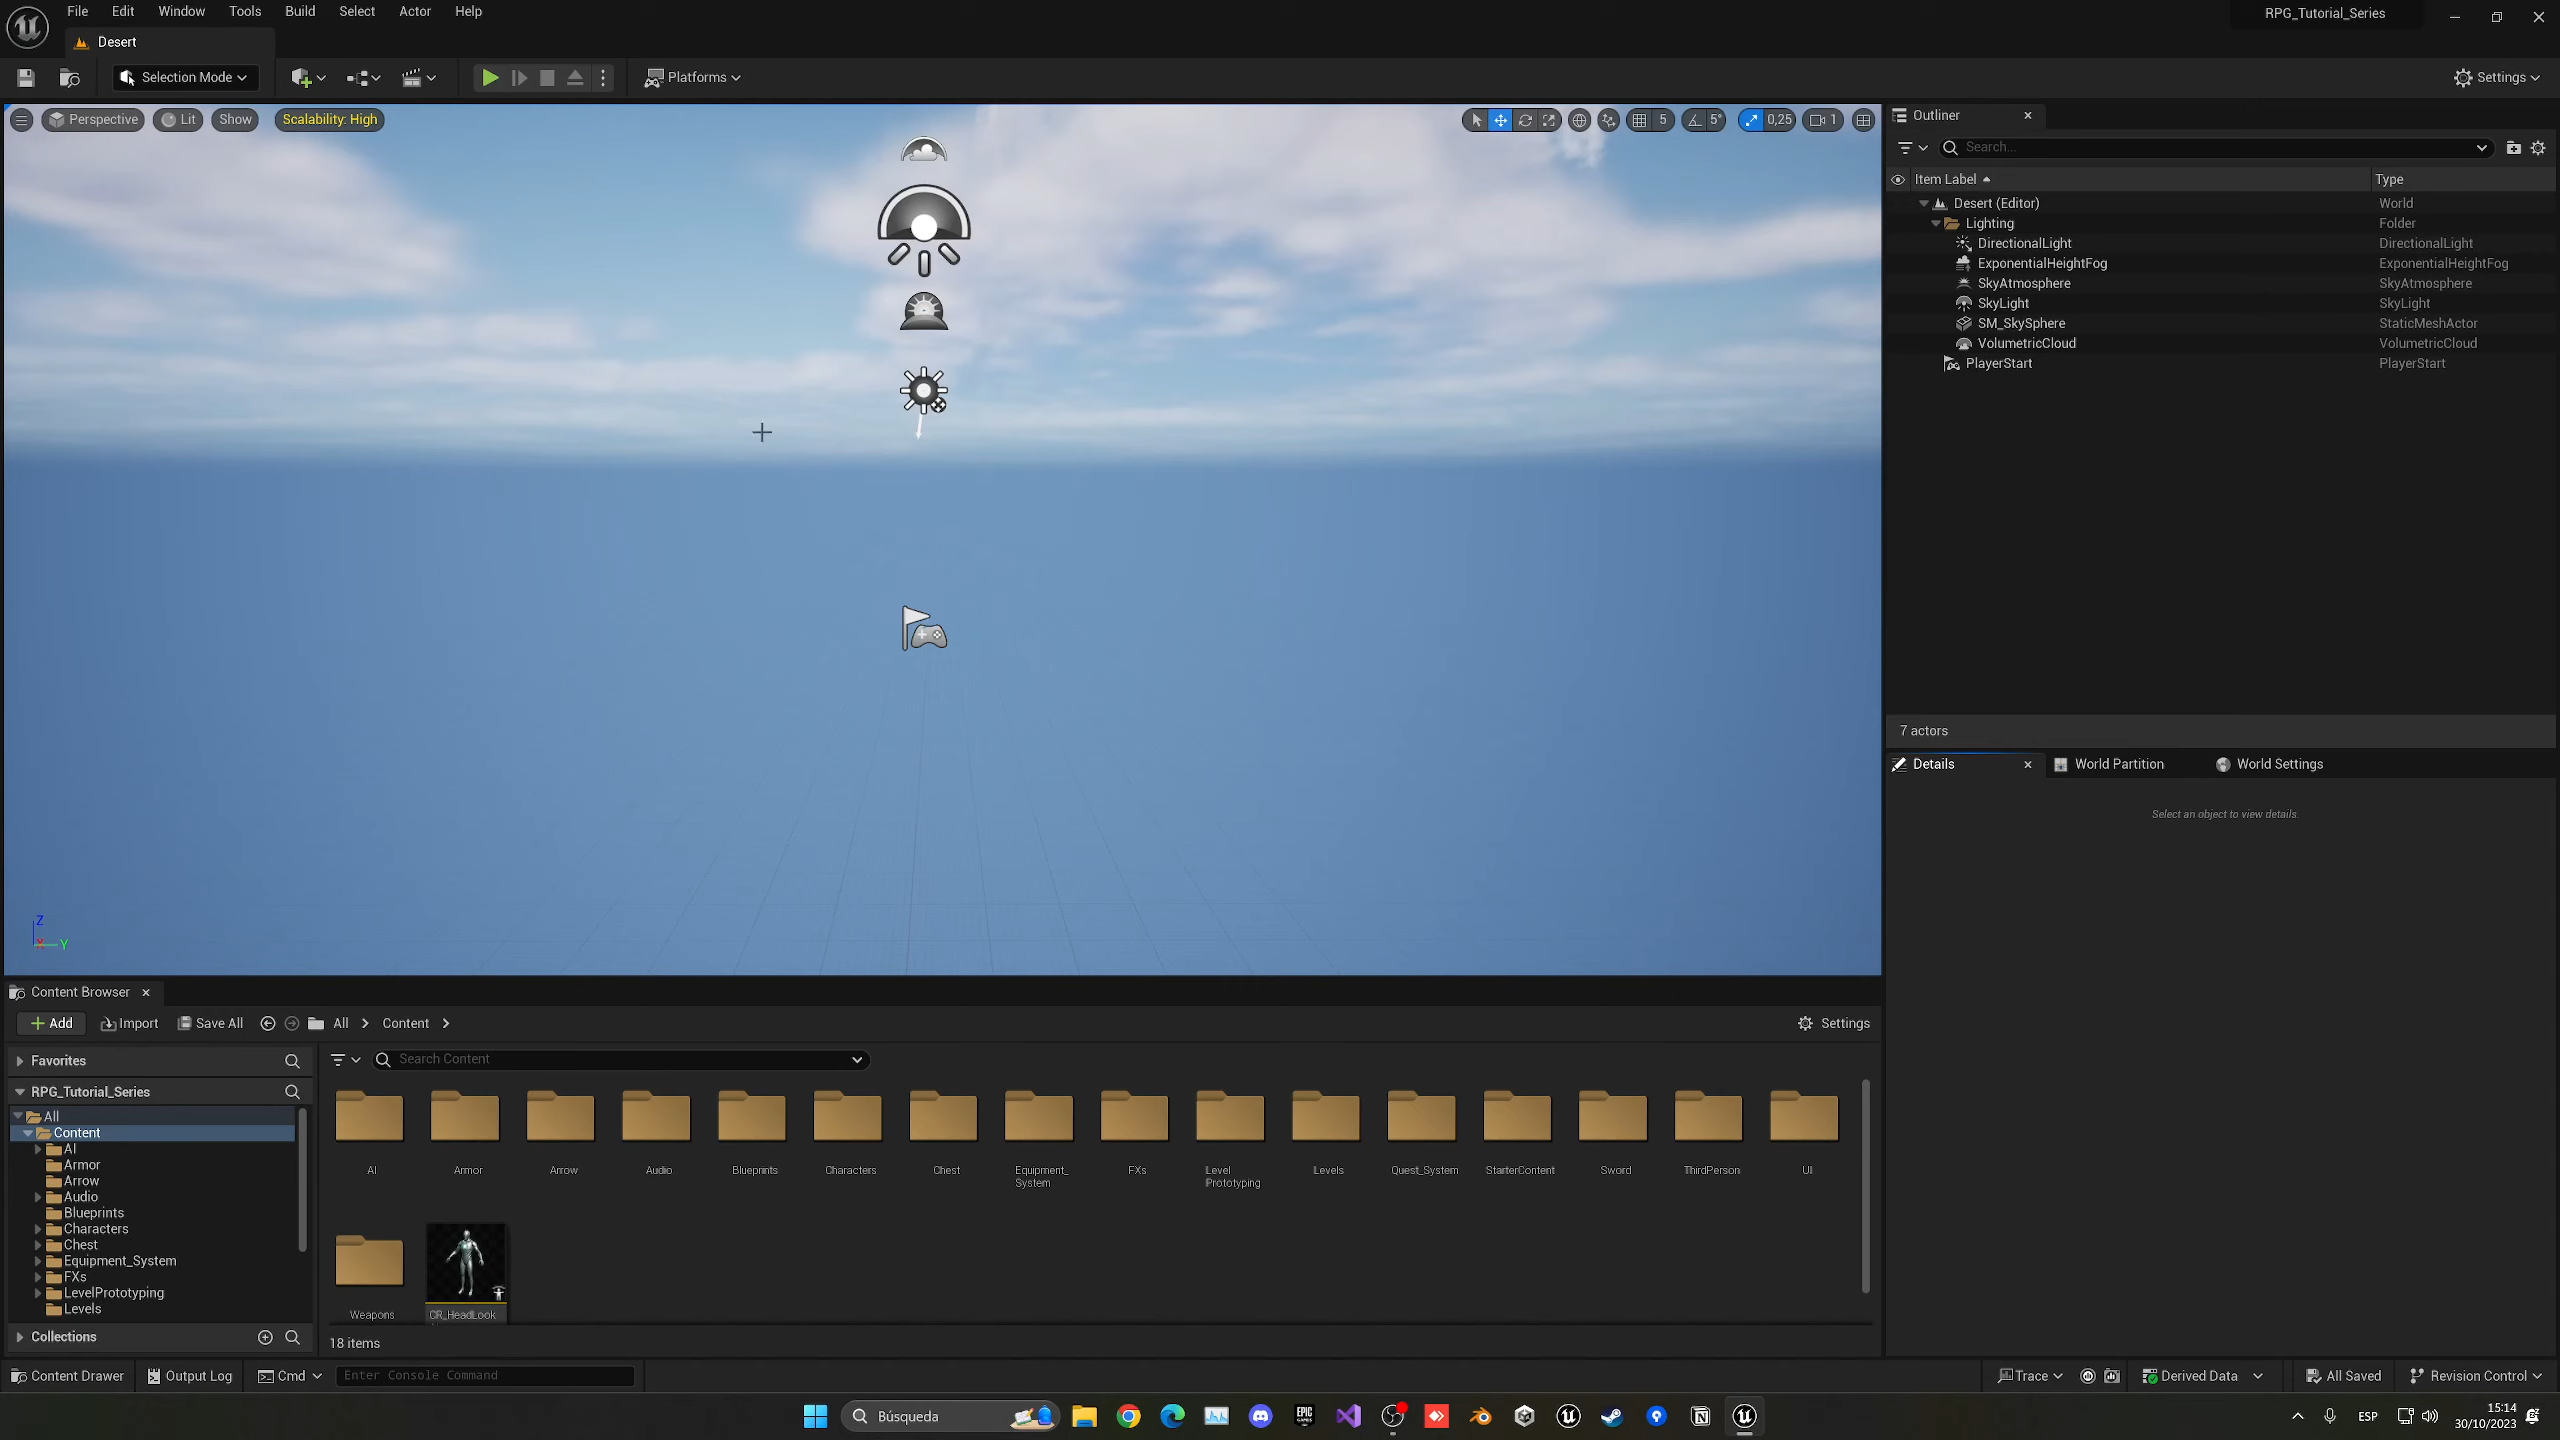 File Edit Window Tools Build Select Actor Help
RPG_Tutorial_Series
Desert
Selection Mode
Platforms
Settings
Perspective Lit Show Scalability: High
5 5° 0,25 1
Z
X Y
Outliner
Search...
Item Label Type
Desert (Editor) World
Lighting Folder
DirectionalLight DirectionalLight
ExponentialHeightFog ExponentialHeightFog
SkyAtmosphere SkyAtmosphere
SkyLight SkyLight
SM_SkySphere StaticMeshActor
VolumetricCloud VolumetricCloud
PlayerStart PlayerStart
7 actors
Details World Partition World Settings
Select an object to view details.
Content Browser
Add Import Save All All Content Settings
Favorites
RPG_Tutorial_Series
All
Content
AI
Armor
Arrow
Audio
Blueprints
Characters
Chest
Equipment_System
FXs
LevelPrototyping
Levels
Collections
Search Content
AI Armor Arrow Audio Blueprints Characters Chest Equipment_ FXs Level Levels Quest_System StarterContent Sword ThirdPerson UI
System Prototyping
Weapons CR_HeadLook
18 items
Content Drawer Output Log Cmd Enter Console Command Trace Derived Data All Saved Revision Control
Búsqueda
EPIC
GAMES
ESP
15:14
30/10/2023